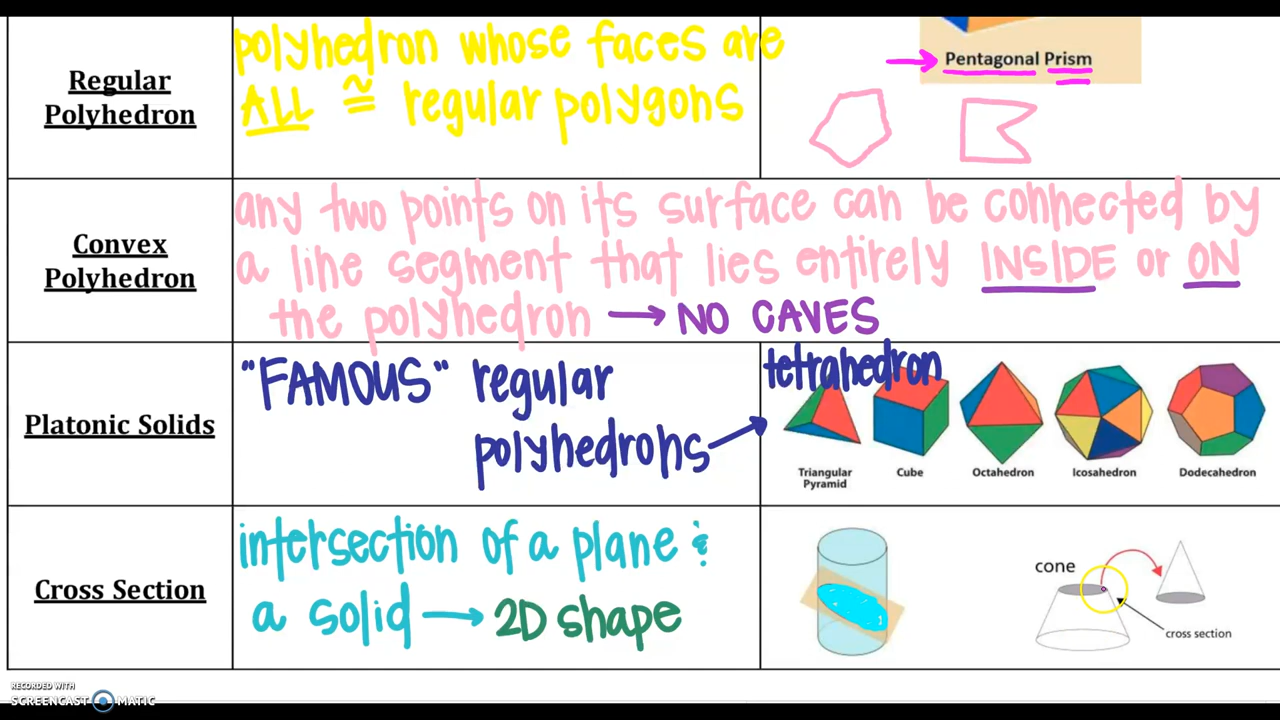 Pentagonal Prism
Regular
Polyhedron
polyhedron whose faces are
ALL ≅ regular polygons
Convex
Polyhedron
any two points on its surface can be connected by
a line segment that lies entirely INSIDE or ON
the polyhedron → NO CAVES
Platonic Solids
"FAMOUS" regular
polyhedrons
tetrahedron
Triangular
Pyramid
Cube
Octahedron
Icosahedron
Dodecahedron
Cross Section
intersection of a plane &
a solid → 2D shape
cone
cross section
RECORDED WITH
SCREENCAST MATIC